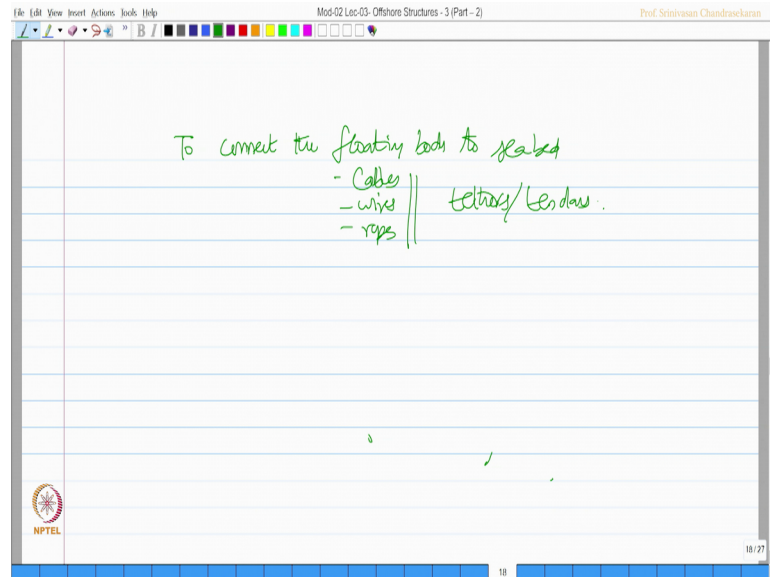 File Edit View Insert Actions Tools Help
Mod-02 Lec-03- Offshore Structures - 3 (Part – 2)
Prof. Srinivasan Chandrasekaran
B I
To connect the floating body to seabed
- Cables
- wires
- ropes
tethers/tendons.
NPTEL
18/27
18